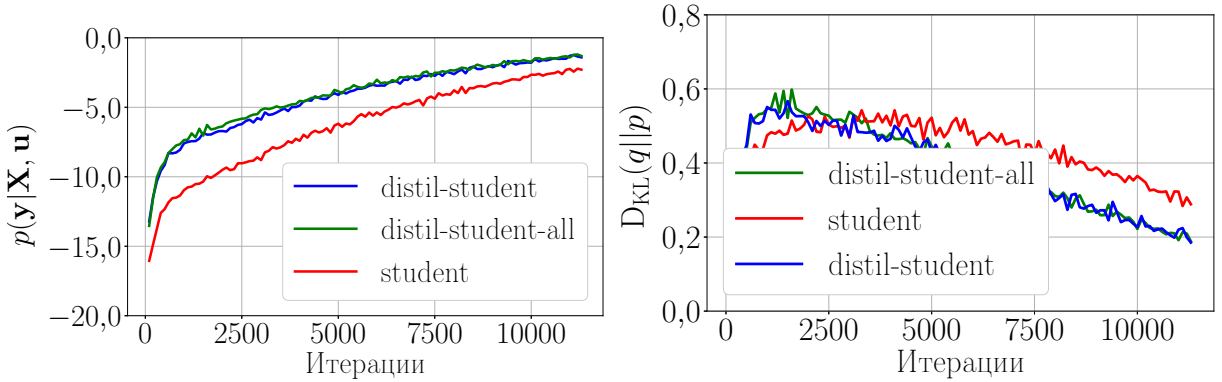 p(y|X, u)
0,0
−5,0
−10,0
−15,0
−20,0
distil-student
distil-student-all
student
0 2500 5000 7500 10000
Итерации
D_KL(q||p)
0,8
0,6
0,4
0,2
0,0
distil-student-all
student
distil-student
0 2500 5000 7500 10000
Итерации